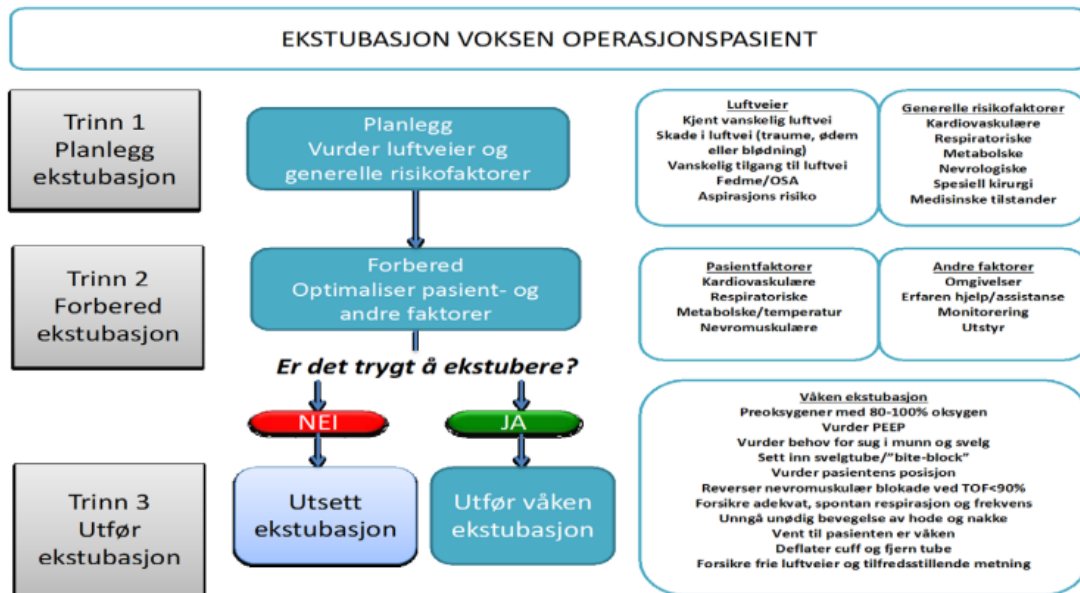 EKSTUBASJON VOKSEN OPERASJONSPASIENT
Trinn 1
Planlegg
ekstubasjon
Planlegg
Vurder luftveier og
generelle risikofaktorer
Luftveier
Kjent vanskelig luftvei
Skade i luftvei (traume, ødem
eller blødning)
Vanskelig tilgang til luftvei
Fedme/OSA
Aspirasjons risiko
Generelle risikofaktorer
Kardiovaskulære
Respiratoriske
Metabolske
Nevrologiske
Spesiell kirurgi
Medisinske tilstander
Trinn 2
Forbered
ekstubasjon
Forbered
Optimaliser pasient- og
andre faktorer
Pasientfaktorer
Kardiovaskulære
Respiratoriske
Metabolske/temperatur
Nevromuskulære
Andre faktorer
Omgivelser
Erfaren hjelp/assistanse
Monitorering
Utstyr
Er det trygt å ekstubere?
NEI
JA
Trinn 3
Utfør
ekstubasjon
Utsett
ekstubasjon
Utfør våken
ekstubasjon
Våken ekstubasjon
Preoksygener med 80-100% oksygen
Vurder PEEP
Vurder behov for sug i munn og svelg
Sett inn svelgtube/"bite-block"
Vurder pasientens posisjon
Reverser nevromuskulær blokade ved TOF<90%
Forsikre adekvat, spontan respirasjon og frekvens
Unngå unødig bevegelse av hode og nakke
Vent til pasienten er våken
Deflater cuff og fjern tube
Forsikre frie luftveier og tilfredsstillende metning